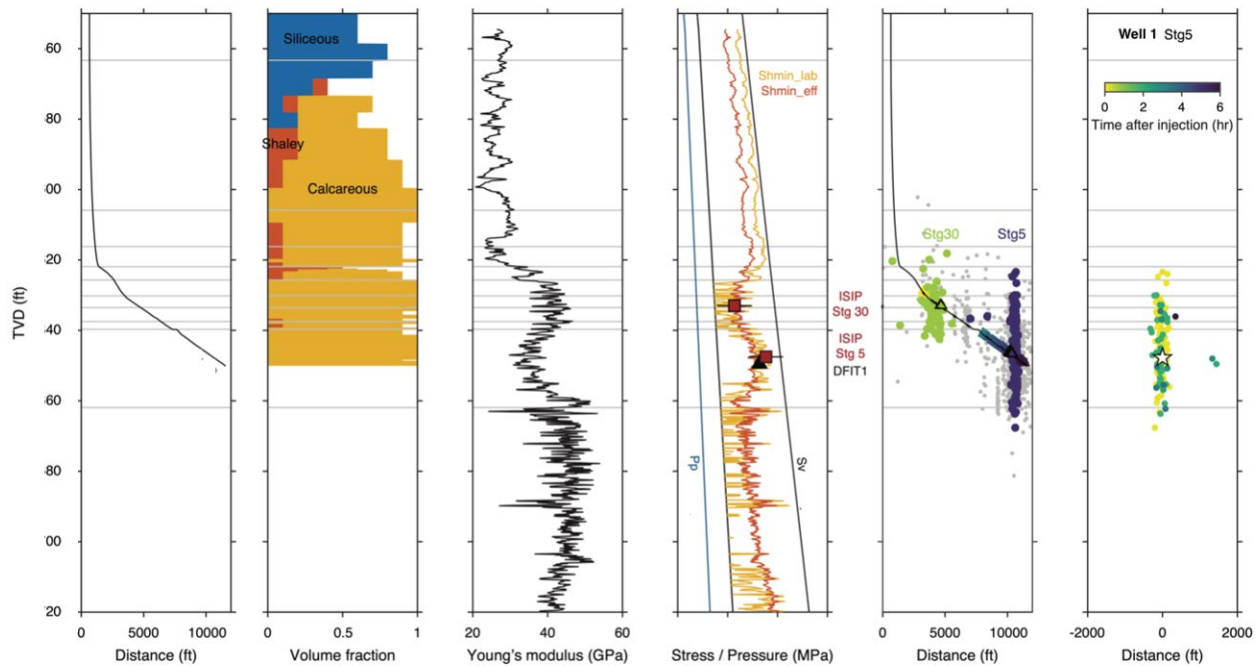 Siliceous
Shaley
Calcareous
Shmin_lab
Shmin_eff
Pp
Sv
ISIP
Stg 30
ISIP
Stg 5
DFIT1
Stg30
Stg5
Well 1 Stg5
0 2 4 6
Time after injection (hr)
TVD (ft)
60
80
00
20
40
60
80
00
20
0 5000 10000
Distance (ft)
0 0.5 1
Volume fraction
20 40 60
Young's modulus (GPa)
Stress / Pressure (MPa)
0 5000 10000
Distance (ft)
-2000 0 2000
Distance (ft)